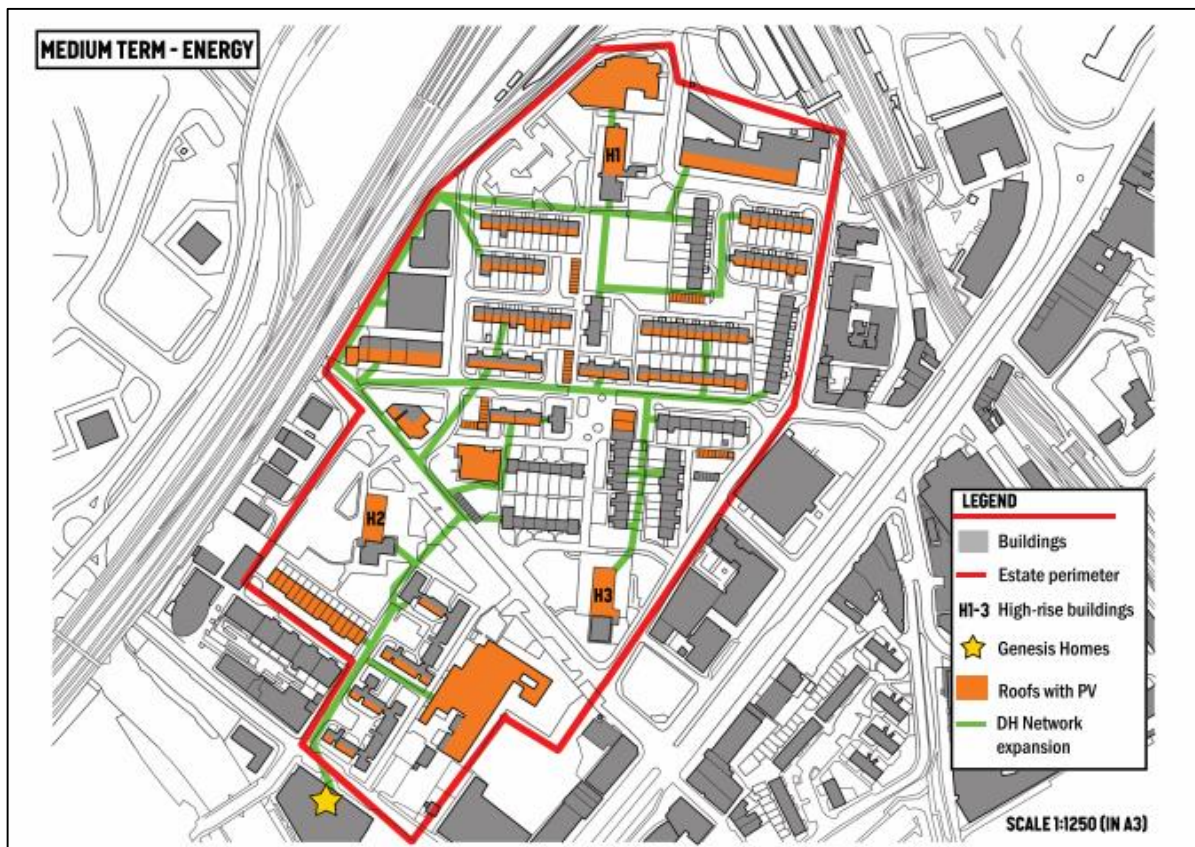 MEDIUM TERM - ENERGY
H1
H2
H3
LEGEND
Buildings
Estate perimeter
H1-3 High-rise buildings
Genesis Homes
Roofs with PV
DH Network
expansion
SCALE 1:1250 (IN A3)